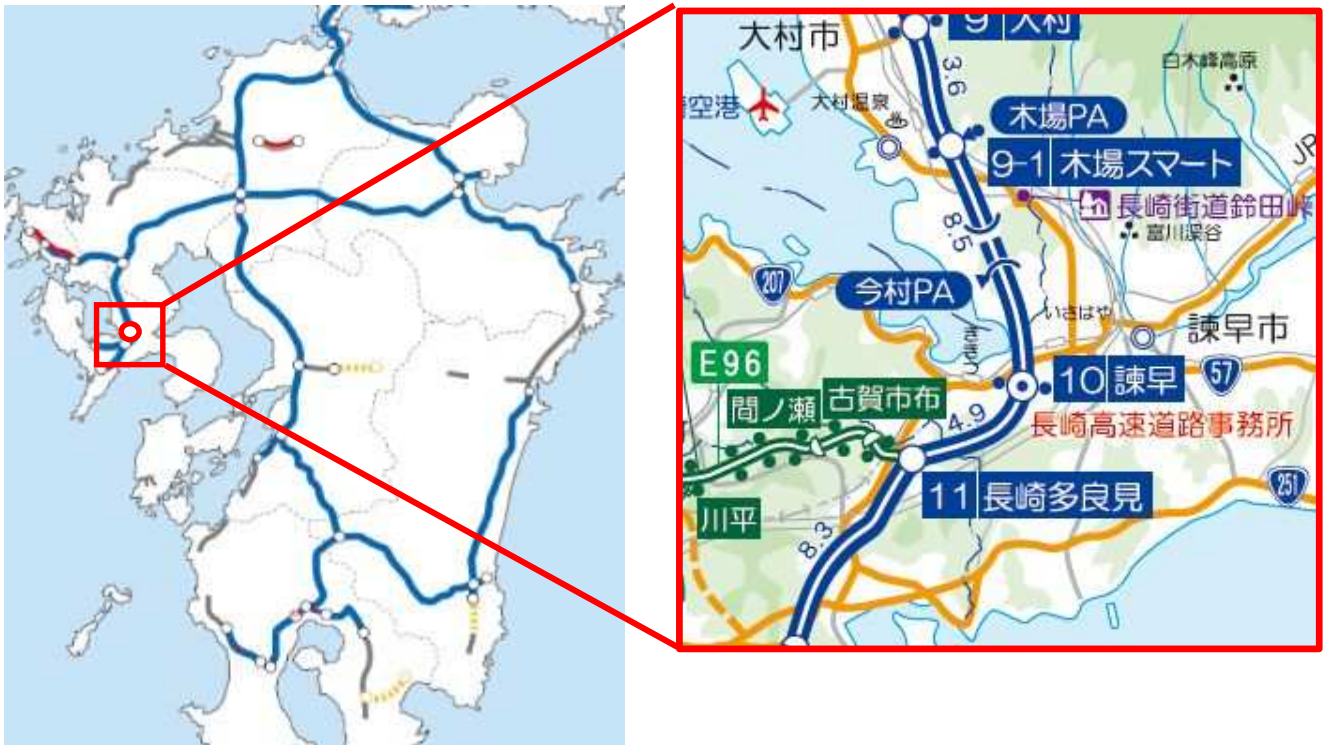 9 大村
大村市
3.6
白木峰高原
空港
大村温泉
木場PA
9-1 木場スマート
JR
長崎街道鈴田峠
富川渓谷
8.5
207
今村PA
いさはや
諫早市
E96
57
10 諫早
間ノ瀬
古賀市布
4.9
長崎高速道路事務所
11 長崎多良見
251
川平
8.3